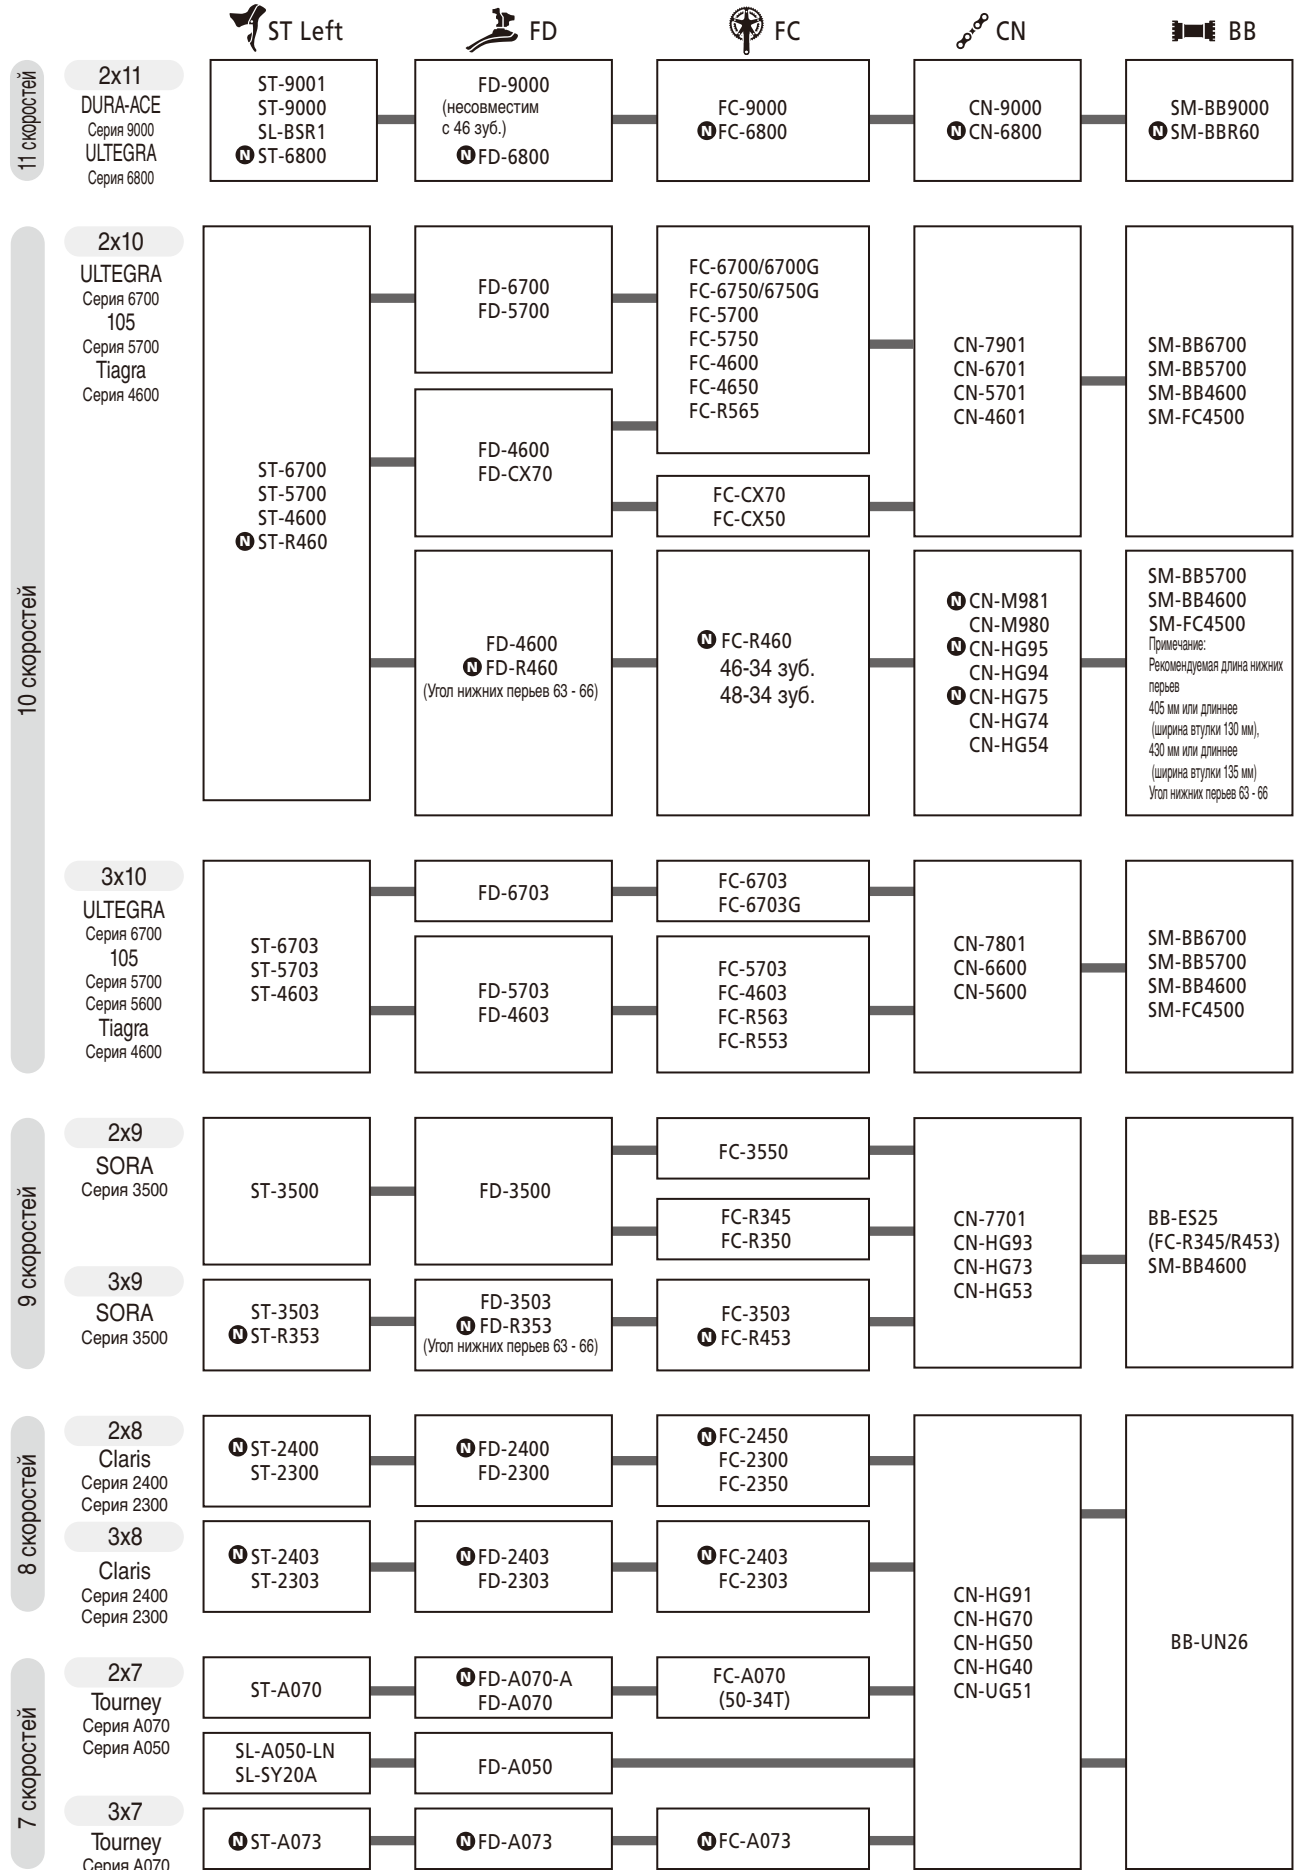 ST Left
FD
FC
CN
BB
11 скоростей
2x11
DURA-ACE
Серия 9000
ULTEGRA
Серия 6800
ST-9001
ST-9000
SL-BSR1
N ST-6800
FD-9000
(несовместим
с 46 зуб.)
N FD-6800
FC-9000
N FC-6800
CN-9000
N CN-6800
SM-BB9000
N SM-BBR60
10 скоростей
2x10
ULTEGRA
Серия 6700
105
Серия 5700
Tiagra
Серия 4600
ST-6700
ST-5700
ST-4600
N ST-R460
FD-6700
FD-5700
FD-4600
FD-CX70
FD-4600
N FD-R460
(Угол нижних перьев 63 - 66)
FC-6700/6700G
FC-6750/6750G
FC-5700
FC-5750
FC-4600
FC-4650
FC-R565
FC-CX70
FC-CX50
N FC-R460
46-34 зуб.
48-34 зуб.
CN-7901
CN-6701
CN-5701
CN-4601
N CN-M981
CN-M980
N CN-HG95
CN-HG94
N CN-HG75
CN-HG74
CN-HG54
SM-BB6700
SM-BB5700
SM-BB4600
SM-FC4500
SM-BB5700
SM-BB4600
SM-FC4500
Примечание:
Рекомендуемая длина нижних
перьев
405 мм или длиннее
(ширина втулки 130 мм),
430 мм или длиннее
(ширина втулки 135 мм)
Угол нижних перьев 63 - 66
3x10
ULTEGRA
Серия 6700
105
Серия 5700
Серия 5600
Tiagra
Серия 4600
ST-6703
ST-5703
ST-4603
FD-6703
FD-5703
FD-4603
FC-6703
FC-6703G
FC-5703
FC-4603
FC-R563
FC-R553
CN-7801
CN-6600
CN-5600
SM-BB6700
SM-BB5700
SM-BB4600
SM-FC4500
9 скоростей
2x9
SORA
Серия 3500
ST-3500
FD-3500
FC-3550
FC-R345
FC-R350
3x9
SORA
Серия 3500
ST-3503
N ST-R353
FD-3503
N FD-R353
(Угол нижних перьев 63 - 66)
FC-3503
N FC-R453
CN-7701
CN-HG93
CN-HG73
CN-HG53
BB-ES25
(FC-R345/R453)
SM-BB4600
8 скоростей
2x8
Claris
Серия 2400
Серия 2300
N ST-2400
ST-2300
N FD-2400
FD-2300
N FC-2450
FC-2300
FC-2350
3x8
Claris
Серия 2400
Серия 2300
N ST-2403
ST-2303
N FD-2403
FD-2303
N FC-2403
FC-2303
CN-HG91
CN-HG70
CN-HG50
CN-HG40
CN-UG51
BB-UN26
7 скоростей
2x7
Tourney
Серия A070
Серия A050
ST-A070
N FD-A070-A
FD-A070
FC-A070
(50-34T)
SL-A050-LN
SL-SY20A
FD-A050
3x7
Tourney
Серия A070
N ST-A073
N FD-A073
N FC-A073